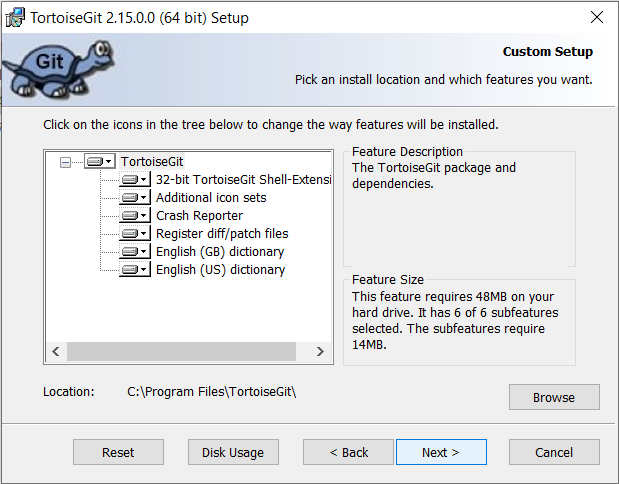 TortoiseGit 2.15.0.0 (64 bit) Setup
Git
Custom Setup
Pick an install location and which features you want.
Click on the icons in the tree below to change the way features will be installed.
TortoiseGit
32-bit TortoiseGit Shell-Extensi
Additional icon sets
Crash Reporter
Register diff/patch files
English (GB) dictionary
English (US) dictionary
Feature Description
The TortoiseGit package and
dependencies.
Feature Size
This feature requires 48MB on your
hard drive. It has 6 of 6 subfeatures
selected. The subfeatures require
14MB.
Location: C:\Program Files\TortoiseGit\
Browse
Reset Disk Usage < Back Next > Cancel